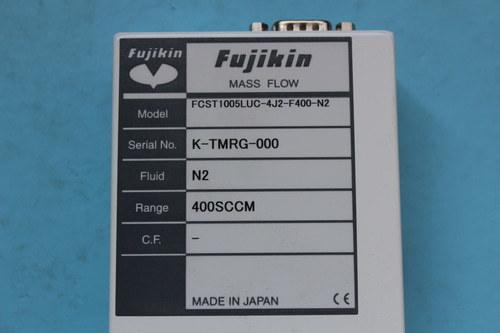 Fujikin Fujikin
MASS FLOW
Model FCST1005LUC-4J2-F400-N2
Serial No. K-TMRG-000
Fluid N2
Range 400SCCM
C.F. -
MADE IN JAPAN CE